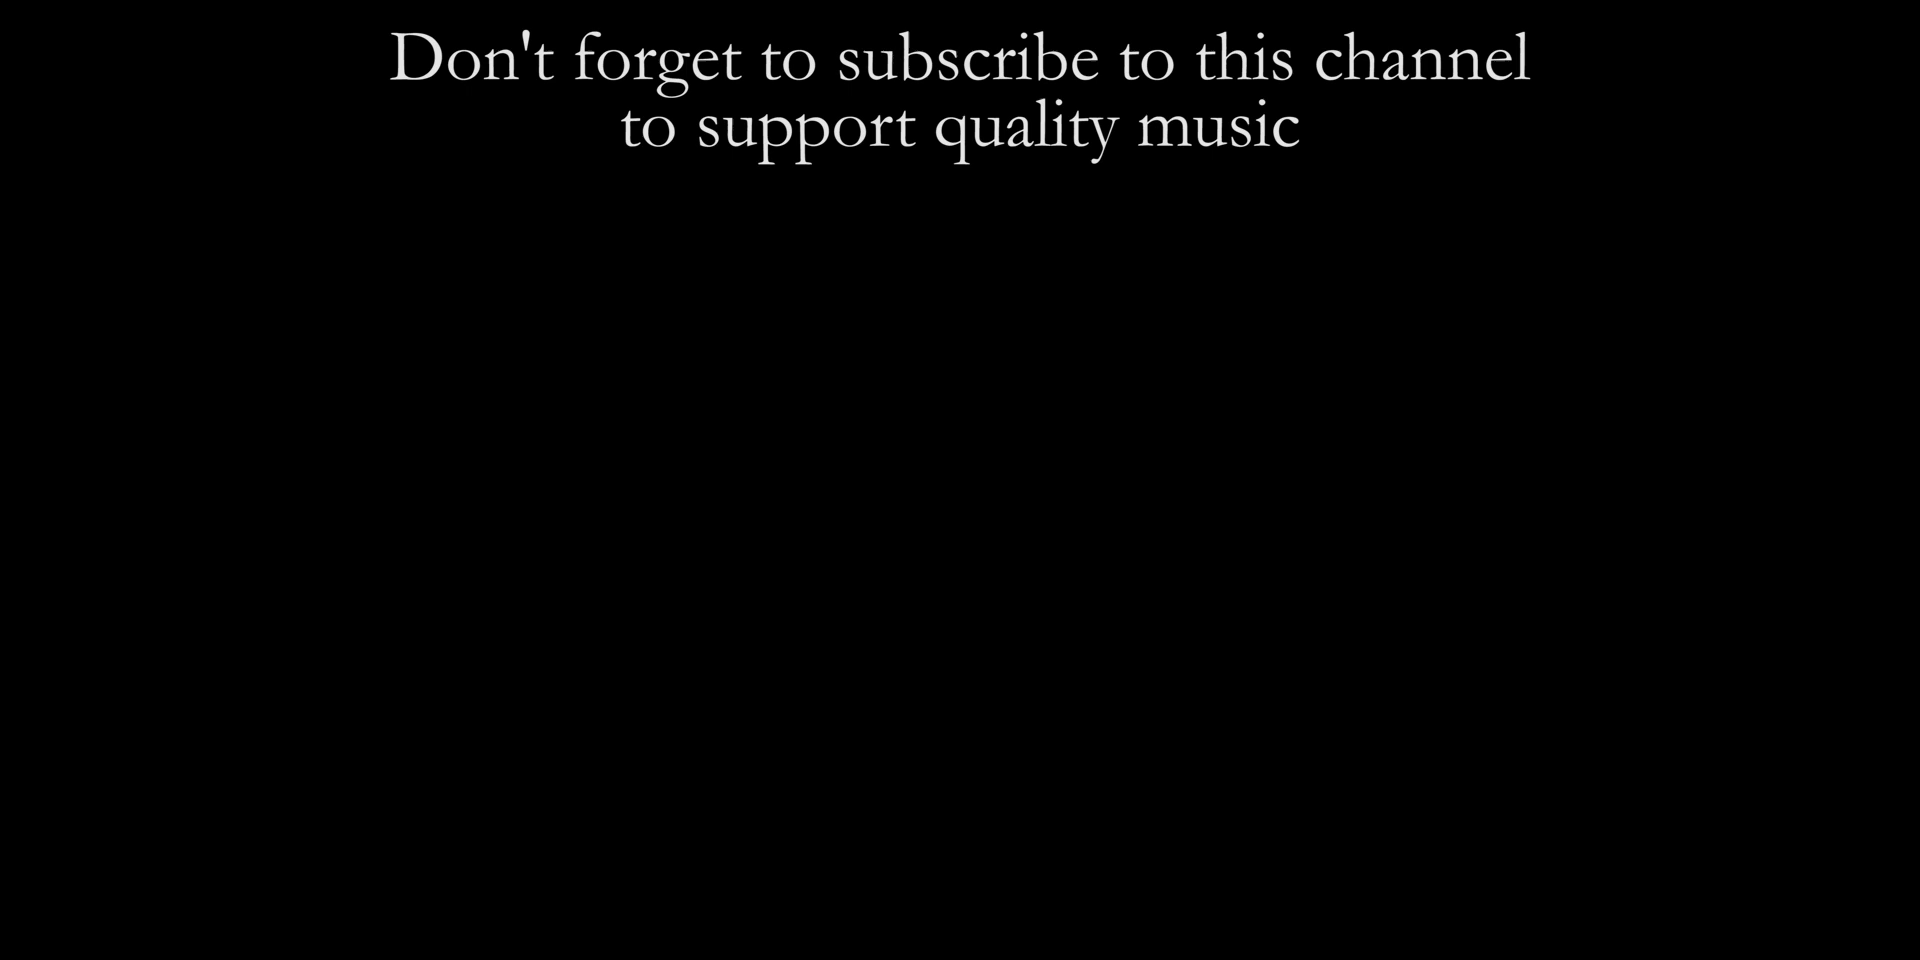 Don't forget to subscribe to this channel
to support quality music